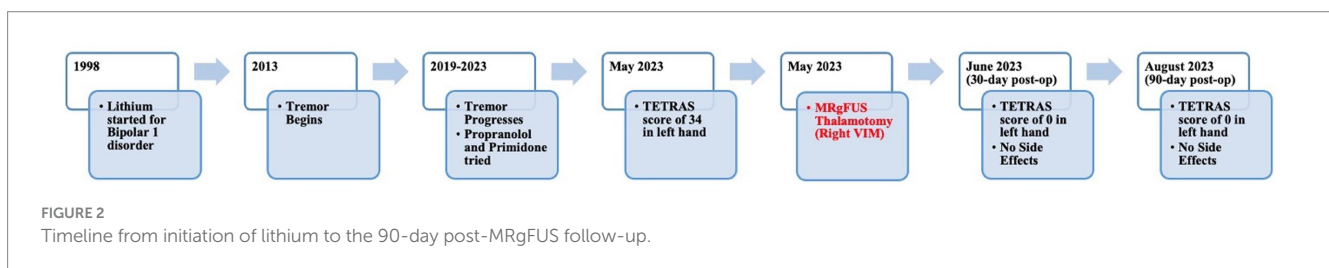 1998
• Lithium
started for
Bipolar 1
disorder
2013
• Tremor
Begins
2019-2023
• Tremor
Progresses
• Propranolol
and Primidone
tried
May 2023
• TETRAS
score of 34
in left hand
May 2023
• MRgFUS
Thalamotomy
(Right VIM)
June 2023
(30-day post-op)
• TETRAS
score of 0 in
left hand
• No Side
Effects
August 2023
(90-day post-op)
• TETRAS
score of 0 in
left hand
• No Side
Effects
FIGURE 2
Timeline from initiation of lithium to the 90-day post-MRgFUS follow-up.